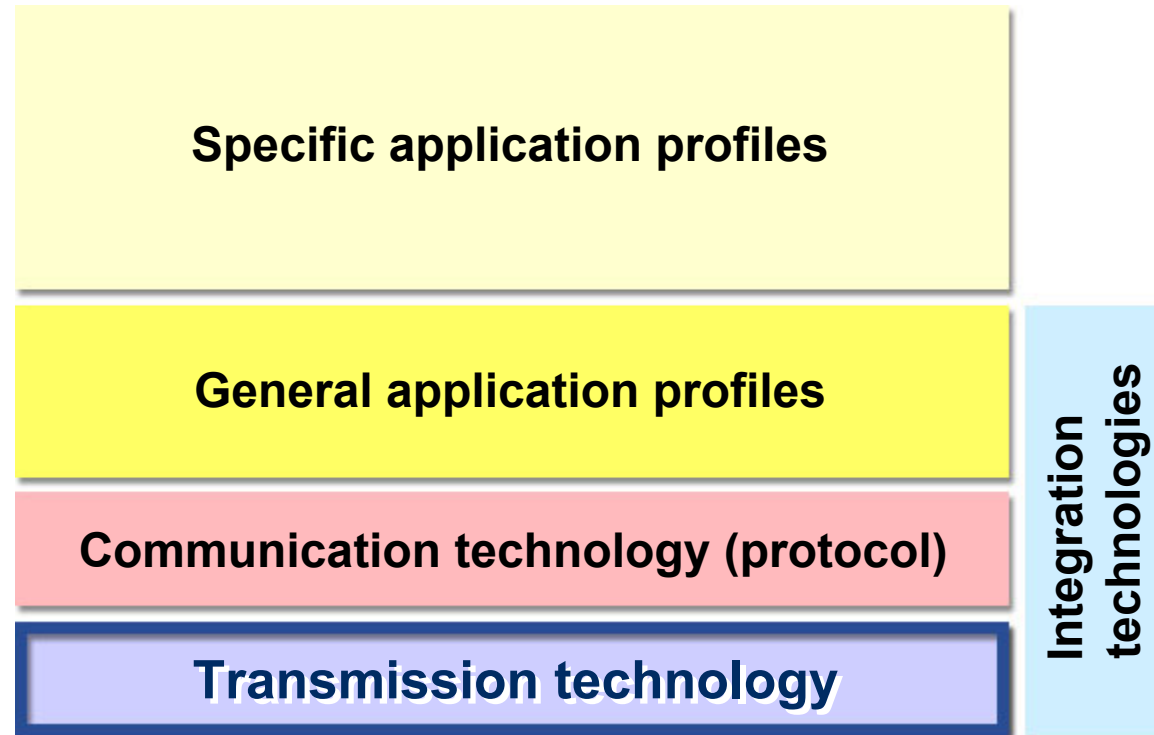 Specific application profiles
General application profiles
Communication technology (protocol)
Transmission technology
Integration
technologies